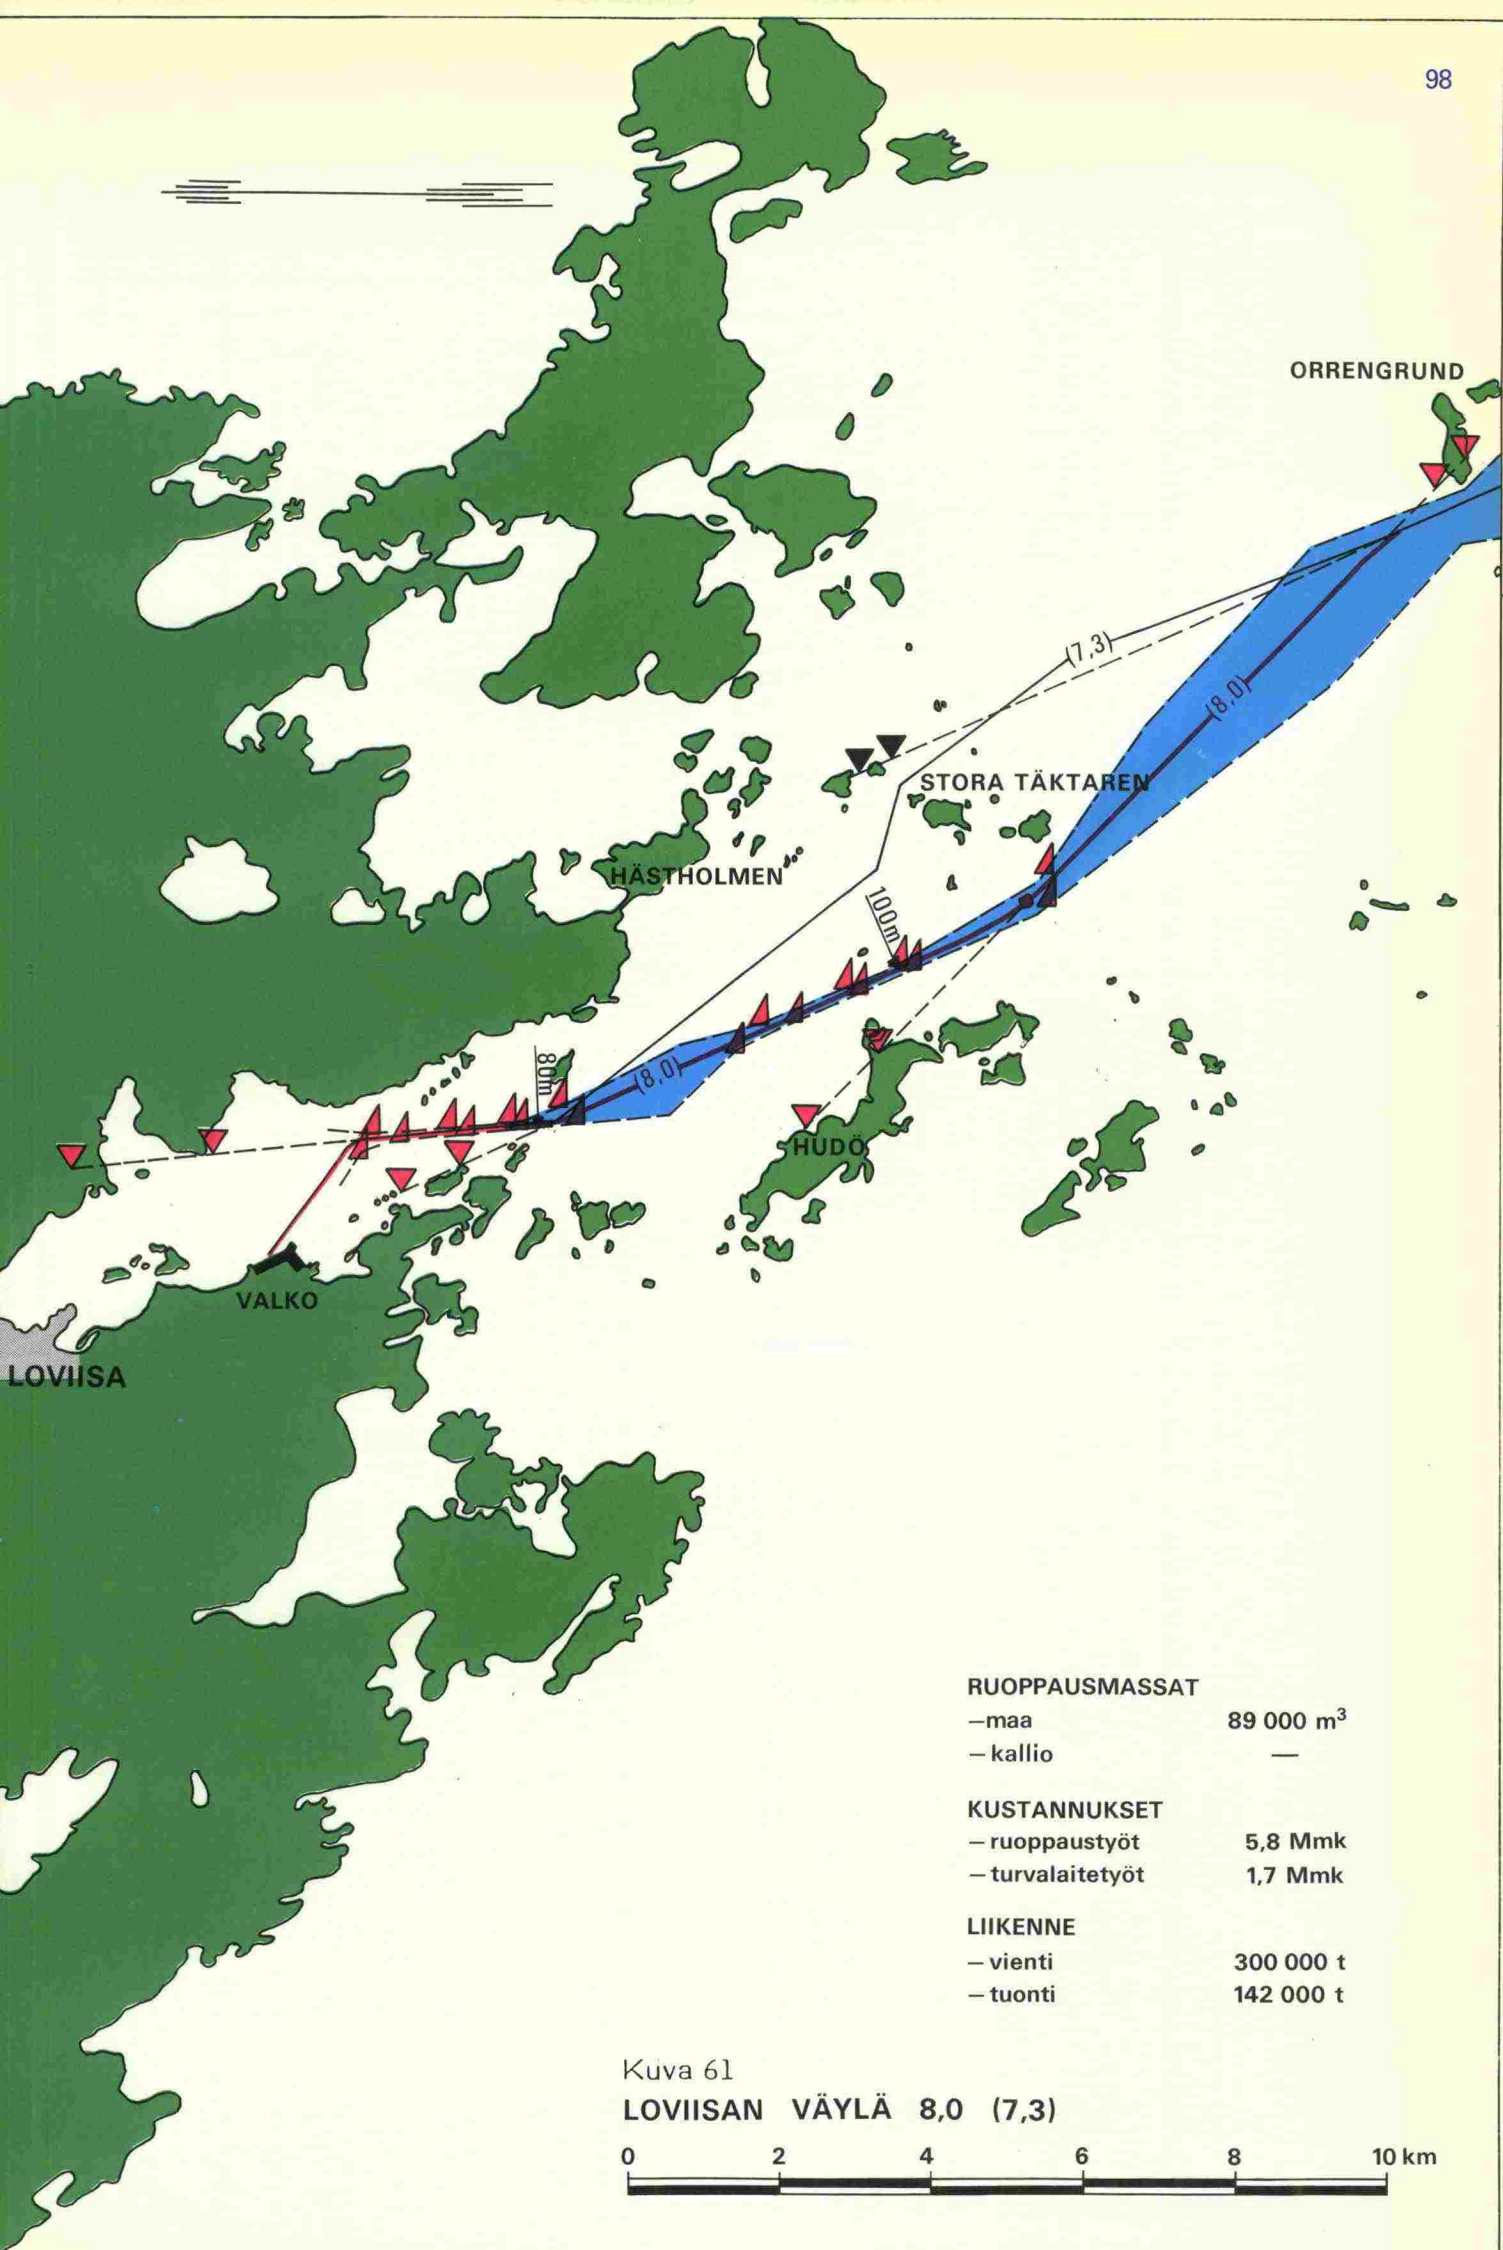 98
ORRENGRUND
(7,3)
(8,0)
STORA TÄKTAREN
HÄSTHOLMEN
100m
80m
(8,0)
HUDÖ
VALKO
LOVIISA
RUOPPAUSMASSAT
—maa 89 000 m³
— kallio —
KUSTANNUKSET
— ruoppaustyöt 5,8 Mmk
— turvalaitetyöt 1,7 Mmk
LIIKENNE
— vienti 300 000 t
— tuonti 142 000 t
Kuva 61
LOVIISAN VÄYLÄ 8,0 (7,3)
0 2 4 6 8 10 km